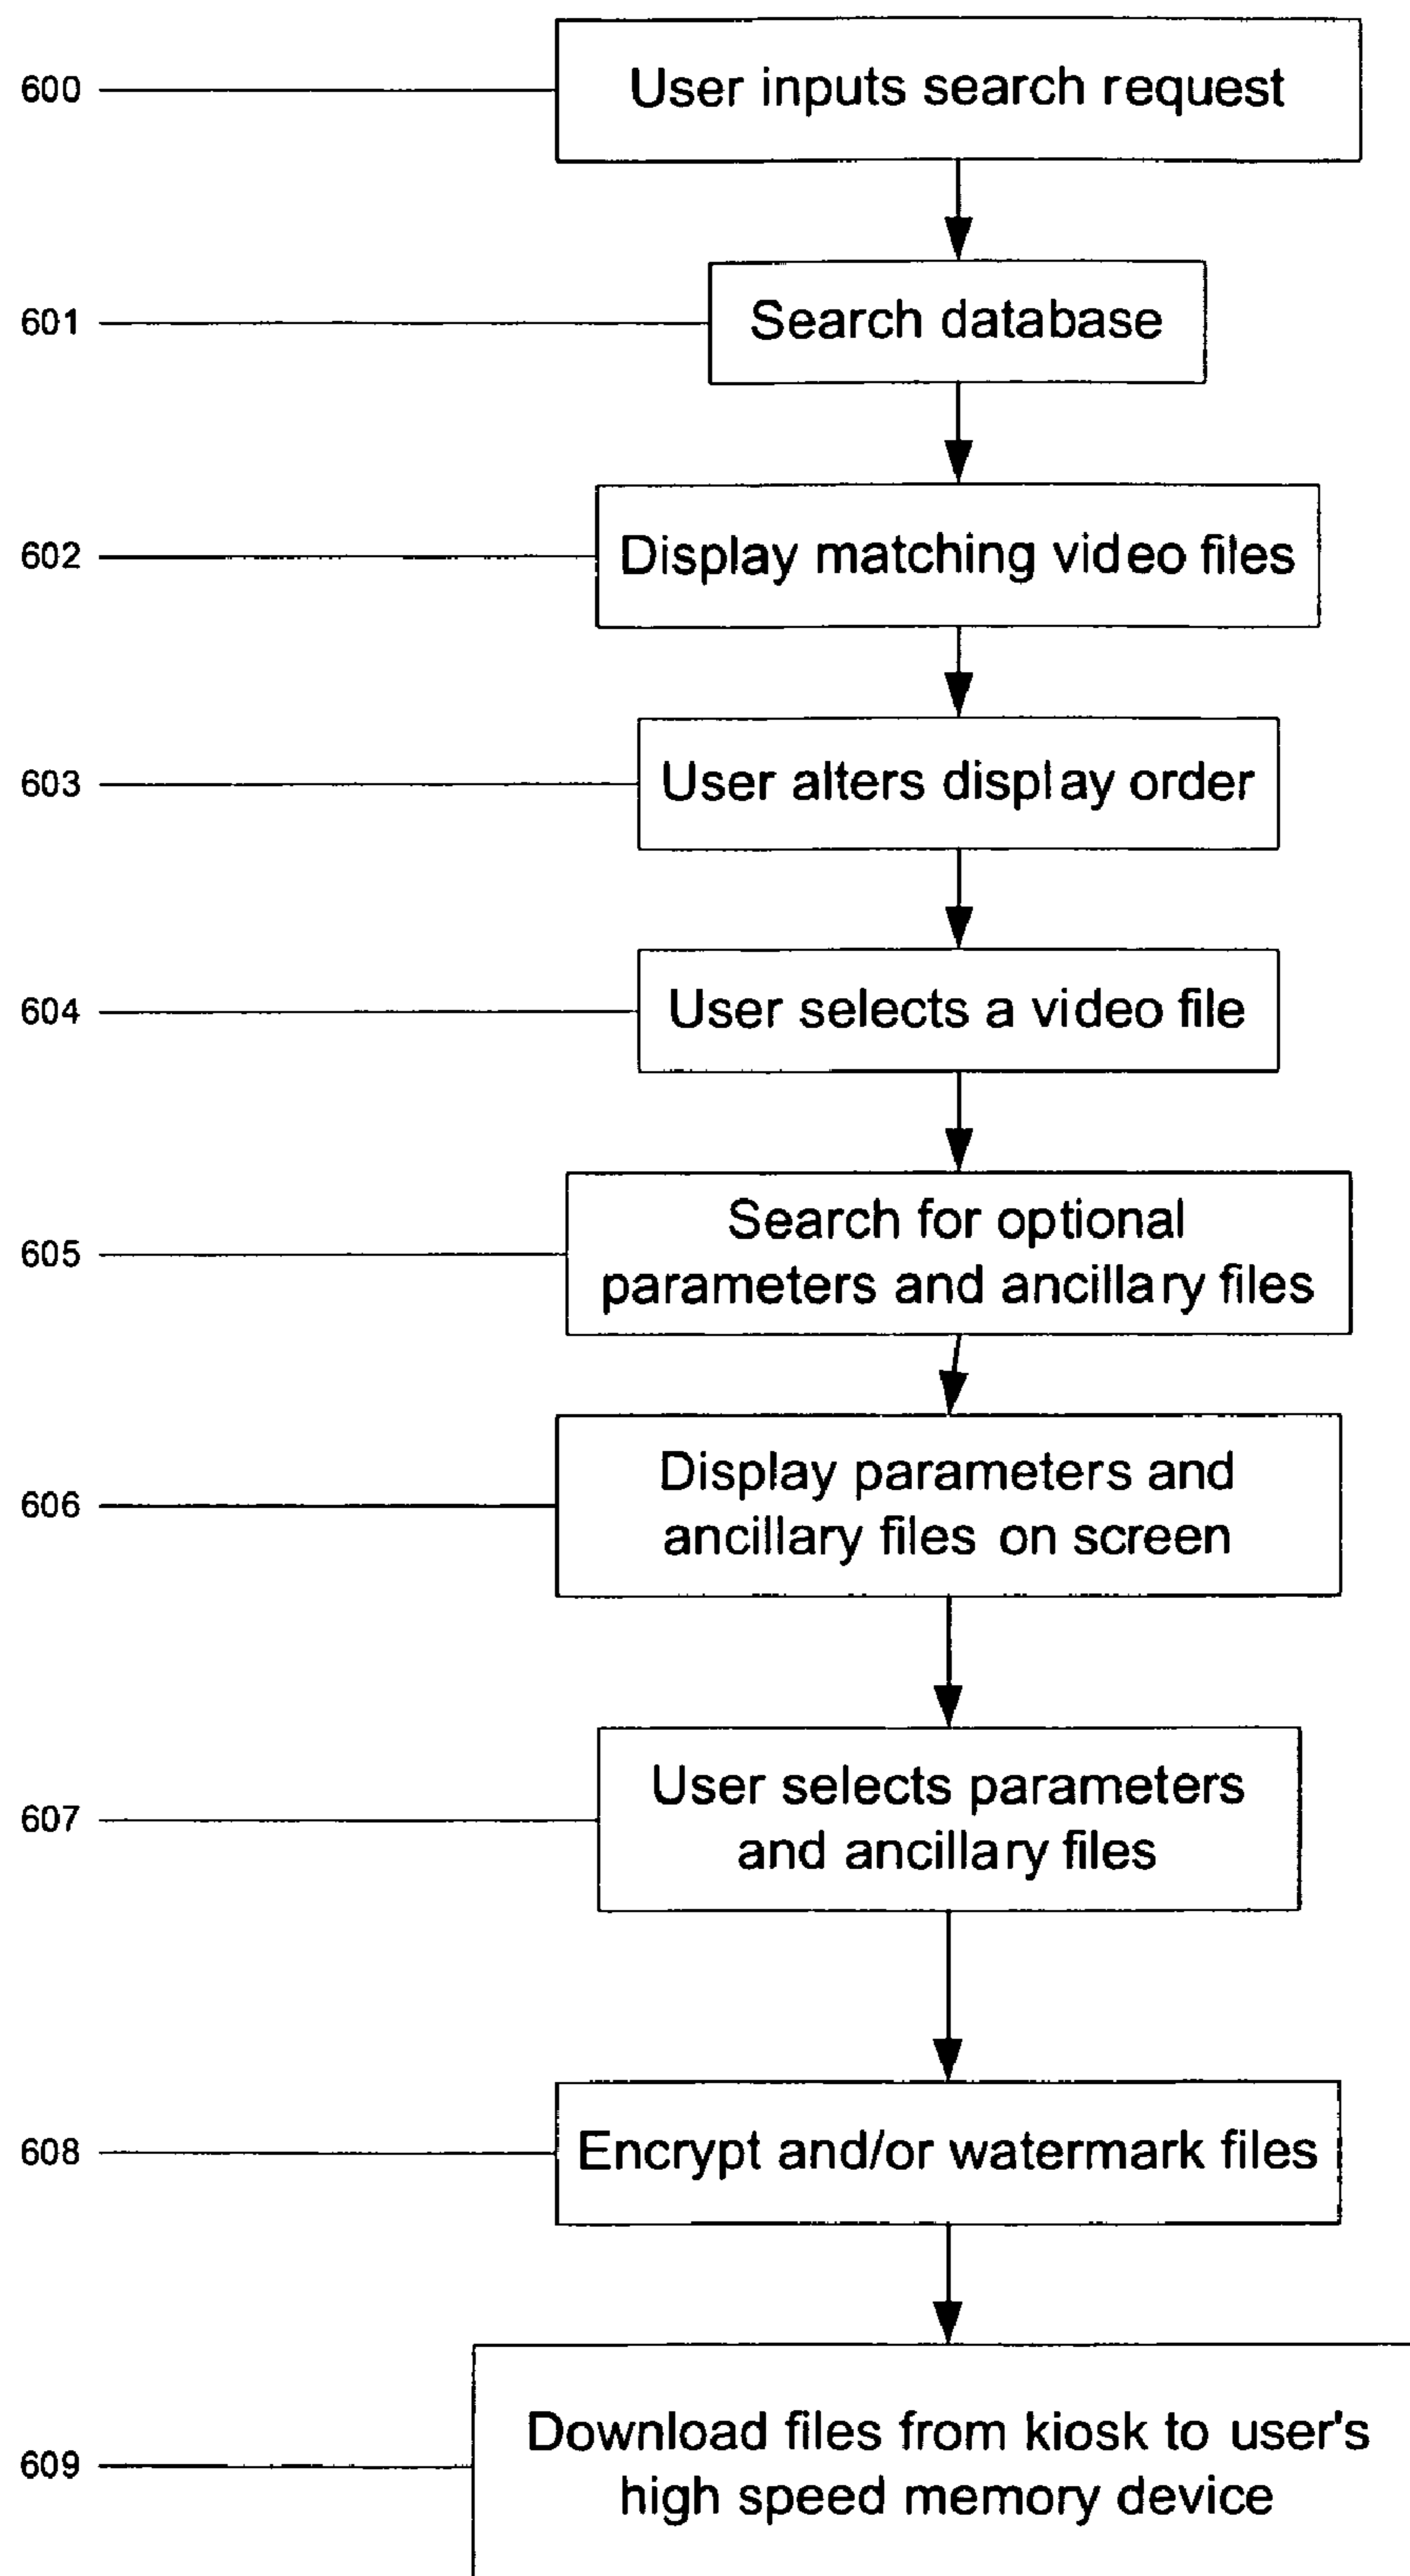 600
User inputs search request
601
Search database
602
Display matching video files
603
User alters display order
604
User selects a video file
605
Search for optional
parameters and ancillary files
606
Display parameters and
ancillary files on screen
607
User selects parameters
and ancillary files
608
Encrypt and/or watermark files
609
Download files from kiosk to user's
high speed memory device